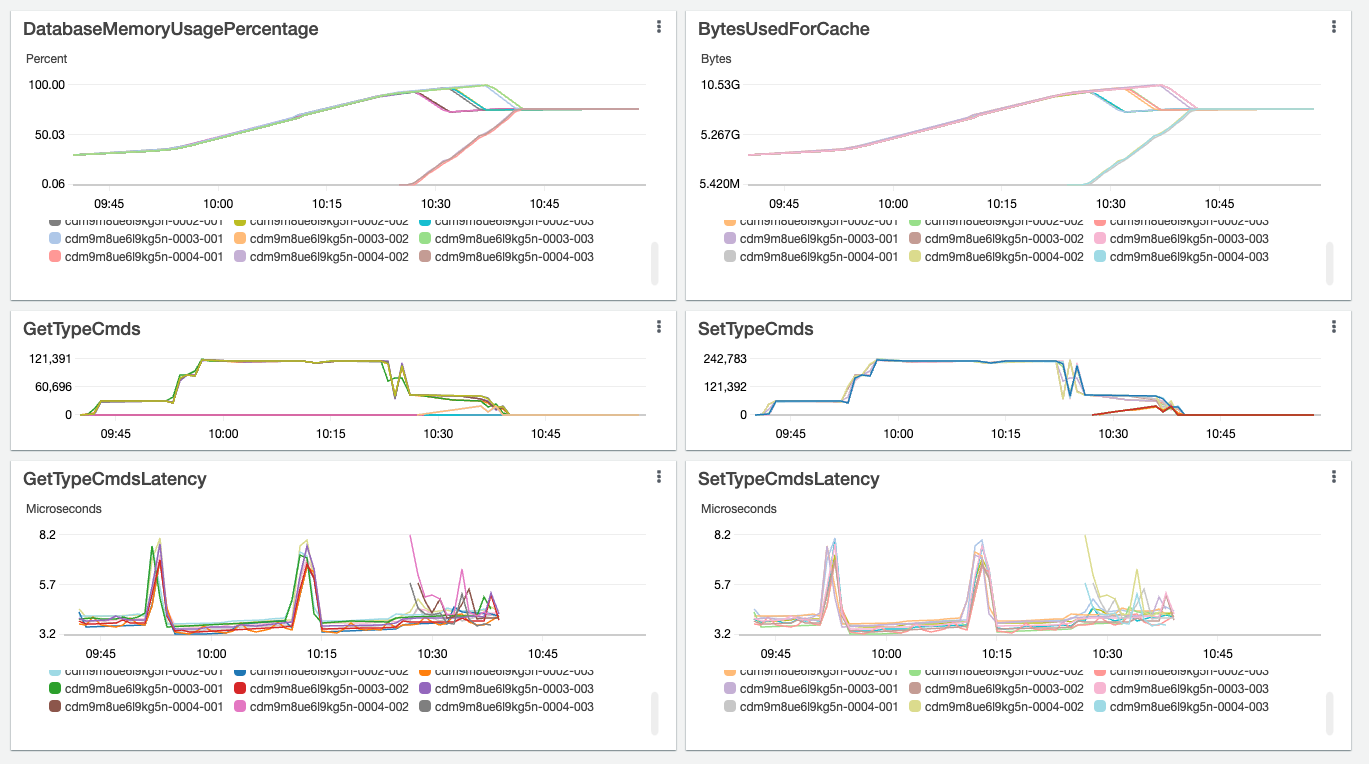 DatabaseMemoryUsagePercentage
Percent
100.00
50.03
0.06
09:45 10:00 10:15 10:30 10:45
cdm9m8ue6l9kg5n-0002-001 cdm9m8ue6l9kg5n-0002-002 cdm9m8ue6l9kg5n-0002-003
cdm9m8ue6l9kg5n-0003-001 cdm9m8ue6l9kg5n-0003-002 cdm9m8ue6l9kg5n-0003-003
cdm9m8ue6l9kg5n-0004-001 cdm9m8ue6l9kg5n-0004-002 cdm9m8ue6l9kg5n-0004-003
BytesUsedForCache
Bytes
10.53G
5.267G
5.420M
09:45 10:00 10:15 10:30 10:45
cdm9m8ue6l9kg5n-0002-001 cdm9m8ue6l9kg5n-0002-002 cdm9m8ue6l9kg5n-0002-003
cdm9m8ue6l9kg5n-0003-001 cdm9m8ue6l9kg5n-0003-002 cdm9m8ue6l9kg5n-0003-003
cdm9m8ue6l9kg5n-0004-001 cdm9m8ue6l9kg5n-0004-002 cdm9m8ue6l9kg5n-0004-003
GetTypeCmds
121,391
60,696
0
09:45 10:00 10:15 10:30 10:45
SetTypeCmds
242,783
121,392
0
09:45 10:00 10:15 10:30 10:45
GetTypeCmdsLatency
Microseconds
8.2
5.7
3.2
09:45 10:00 10:15 10:30 10:45
cdm9m8ue6l9kg5n-0002-001 cdm9m8ue6l9kg5n-0002-002 cdm9m8ue6l9kg5n-0002-003
cdm9m8ue6l9kg5n-0003-001 cdm9m8ue6l9kg5n-0003-002 cdm9m8ue6l9kg5n-0003-003
cdm9m8ue6l9kg5n-0004-001 cdm9m8ue6l9kg5n-0004-002 cdm9m8ue6l9kg5n-0004-003
SetTypeCmdsLatency
Microseconds
8.2
5.7
3.2
09:45 10:00 10:15 10:30 10:45
cdm9m8ue6l9kg5n-0002-001 cdm9m8ue6l9kg5n-0002-002 cdm9m8ue6l9kg5n-0002-003
cdm9m8ue6l9kg5n-0003-001 cdm9m8ue6l9kg5n-0003-002 cdm9m8ue6l9kg5n-0003-003
cdm9m8ue6l9kg5n-0004-001 cdm9m8ue6l9kg5n-0004-002 cdm9m8ue6l9kg5n-0004-003